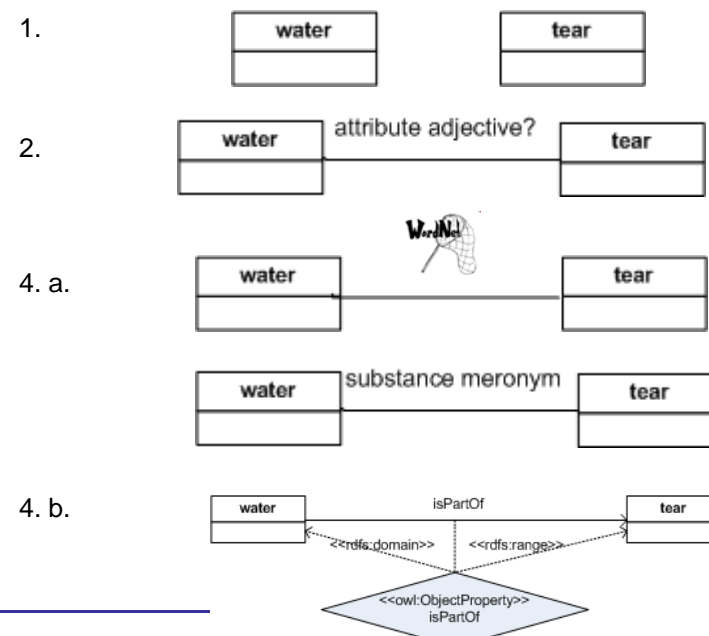 1.
water tear
2.
water attribute adjective? tear
WordNet
4. a.
water tear
water substance meronym tear
4. b.
water isPartOf tear
<<rdfs:domain>> <<rdfs:range>>
<<owl:ObjectProperty>>
isPartOf